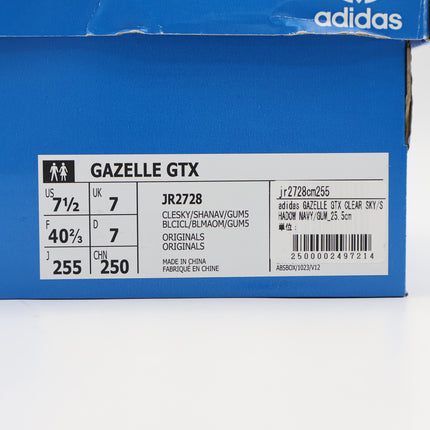 adidas
GAZELLE GTX
US UK
7½ 7
F D
40⅔ 7
J CHN
255 250
JR2728
CLESKY/SHANAV/GUM5
BLCICL/BLMAOM/GUM5
ORIGINALS
ORIGINALS
MADE IN CHINA
FABRIQUÉ EN CHINE
jr2728cm255
adidas GAZELLE GTX CLEAR SKY/S
HADOW NAVY/GUM_25.5cm
単位:
2500002497214
ABSBOX/1023/V12